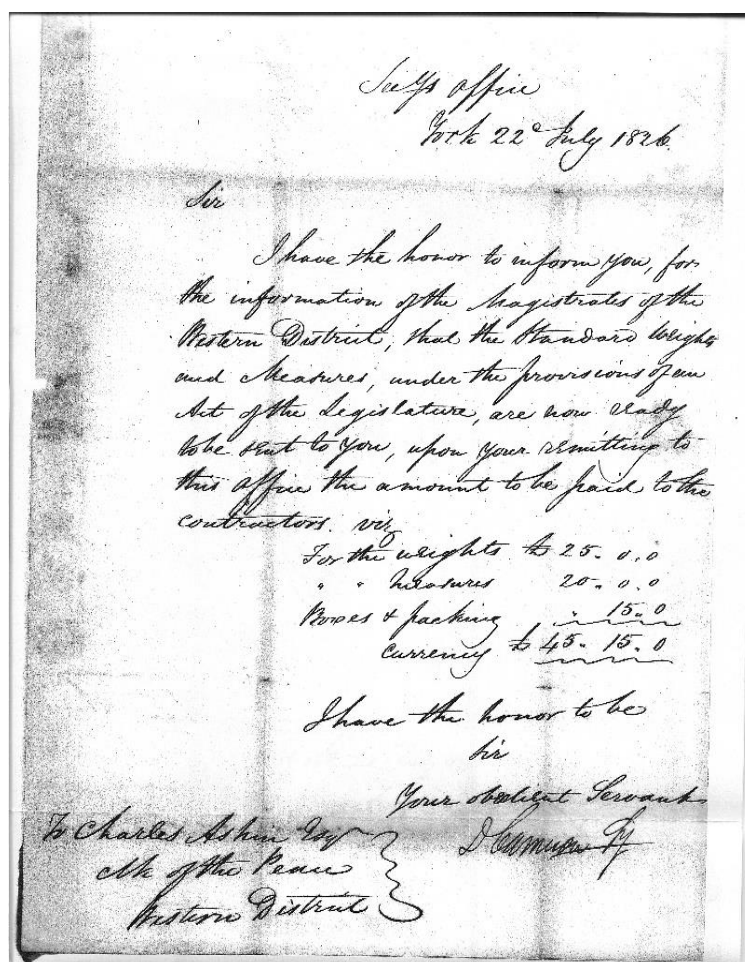 Secys office
York 22d July 1826.
Sir
I have the honor to inform you, for
the information of the Magistrates of the
Western District, that the Standard Weights
and Measures, under the provisions of an
Act of the Legislature, are now ready
to be sent to you, upon your remitting to
this office the amount to be paid to the
contractors. viz
For the weights £ 25. 0. 0
" " Measures 20. 0. 0
Boxes & packing " 15. 0
Currency £ 45. 15. 0
I have the honor to be
Sir
Your obedient Servant
D Cameron Sy
To Charles Askin Esqr
Clk of the Peace
Western District